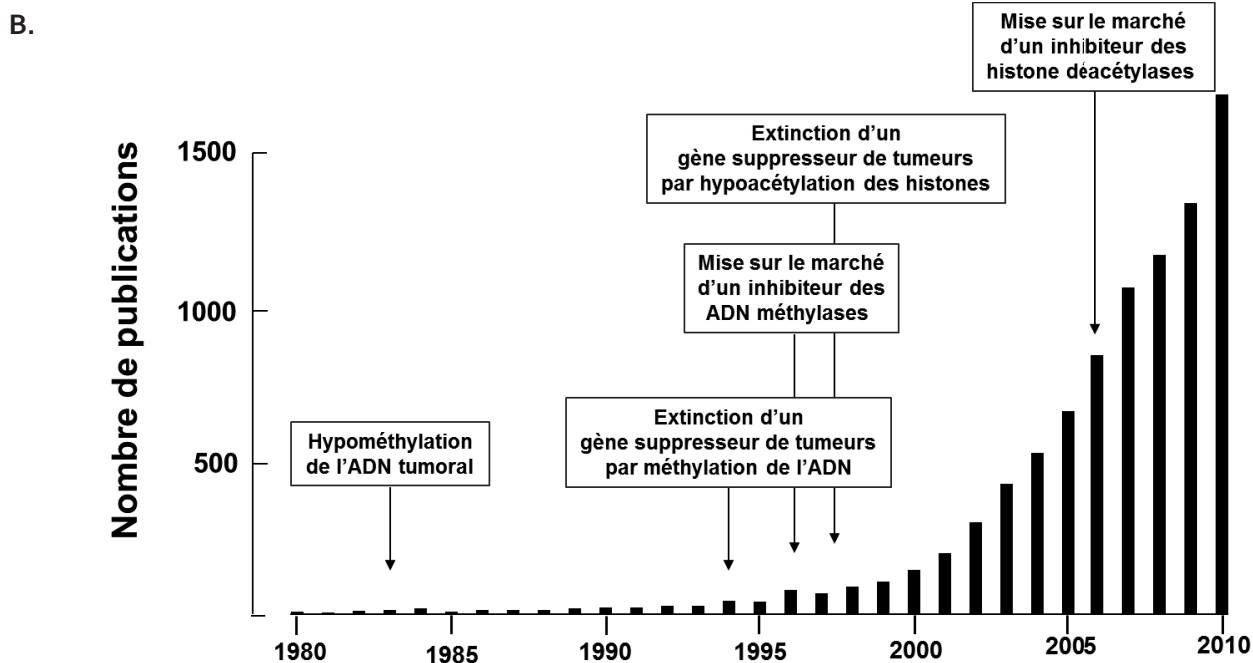 B.
Mise sur le marché
d’un inhibiteur des
histone déacétylases
Extinction d’un
gène suppresseur de tumeurs
par hypoacétylation des histones
Mise sur le marché
d’un inhibiteur des
ADN méthylases
Extinction d’un
gène suppresseur de tumeurs
par méthylation de l’ADN
Hypométhylation
de l’ADN tumoral
Nombre de publications
1500
1000
500
1980 1985 1990 1995 2000 2005 2010